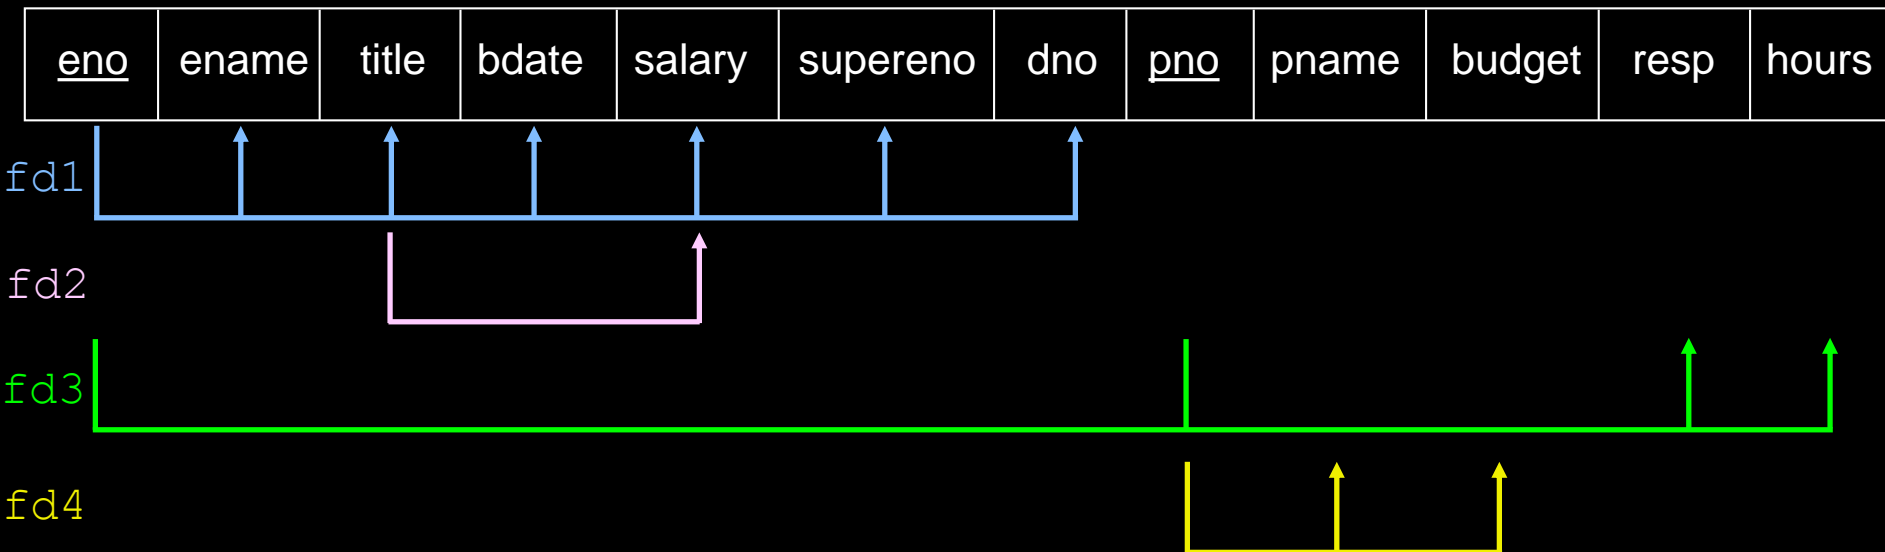 eno ename title bdate salary supereno dno pno pname budget resp hours
fd1
fd2
fd3
fd4